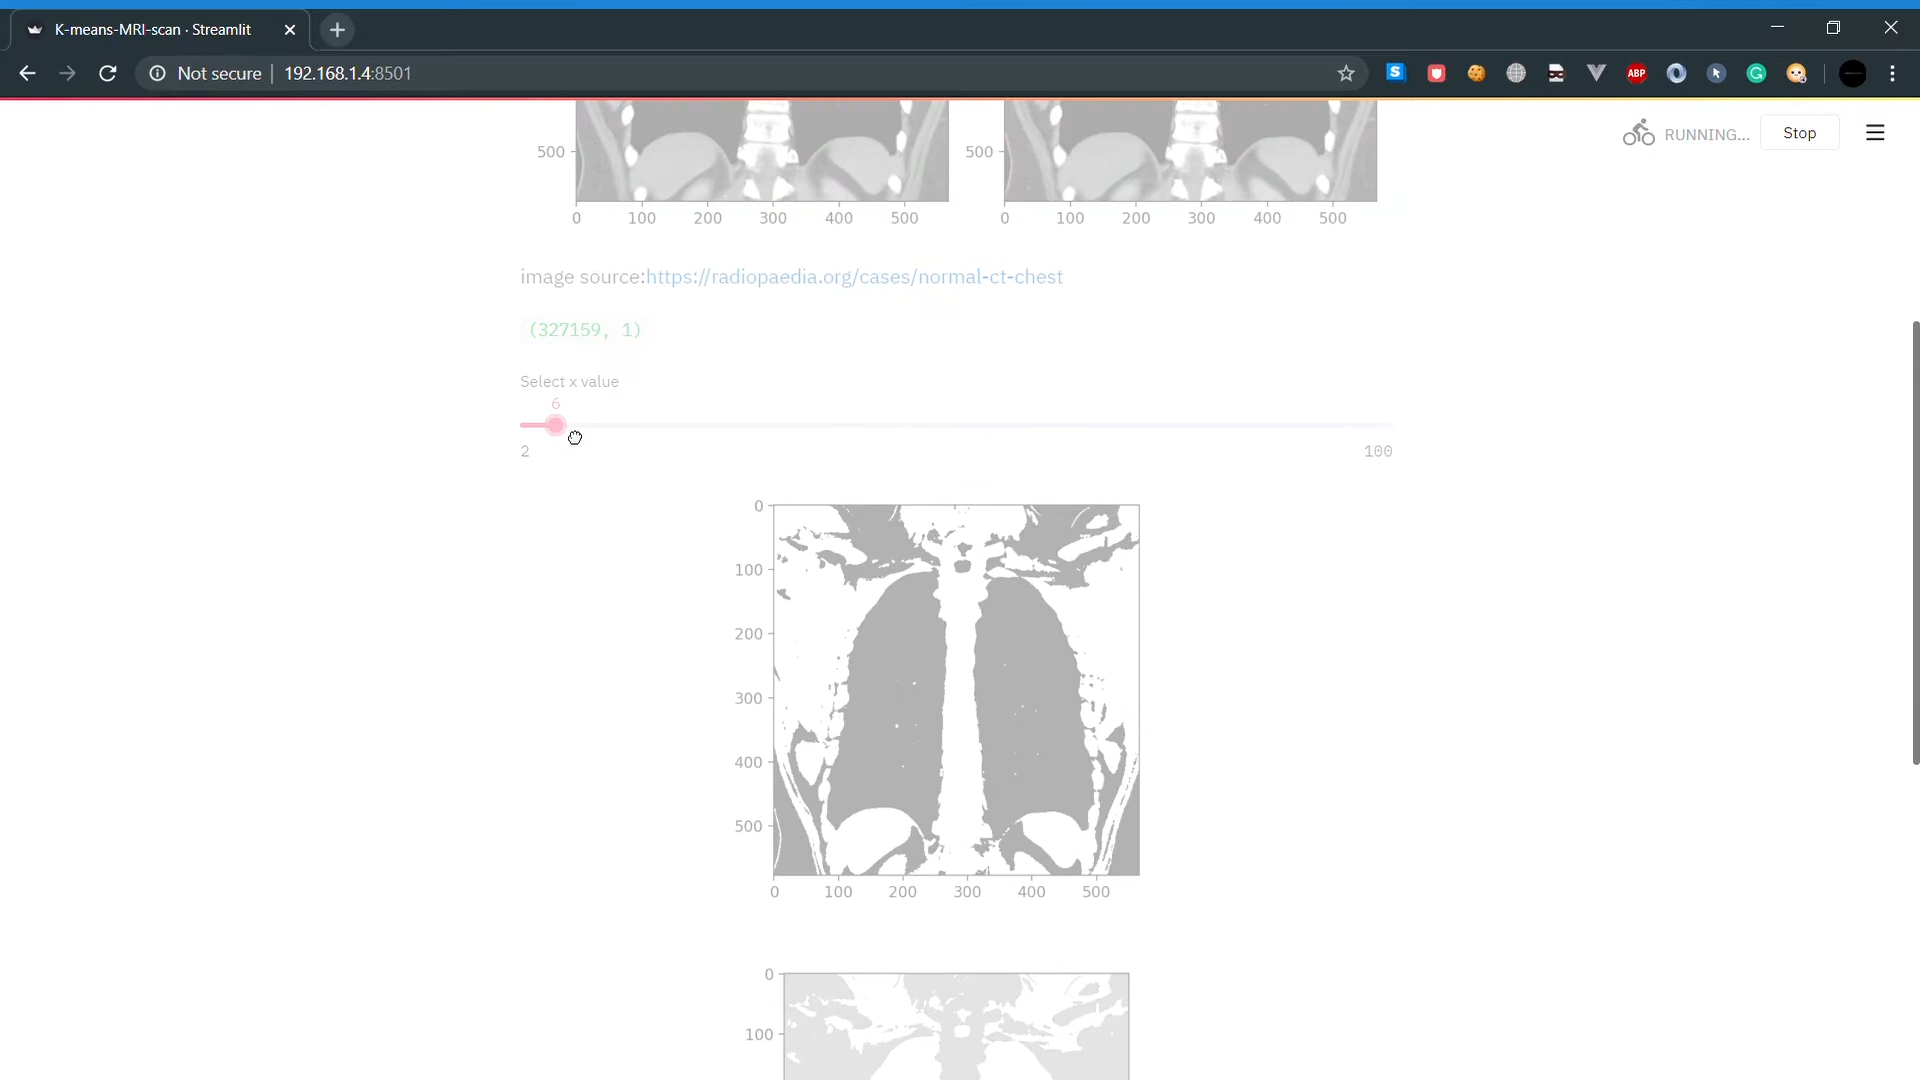 K-means-MRI-scan · Streamlit
Not secure 192.168.1.4:8501
S ABP G
RUNNING... Stop
500 500
0 100 200 300 400 500 0 100 200 300 400 500
image source:https://radiopaedia.org/cases/normal-ct-chest
(327159, 1)
Select x value
6
2 100
0
100
200
300
400
500
0 100 200 300 400 500
0
100